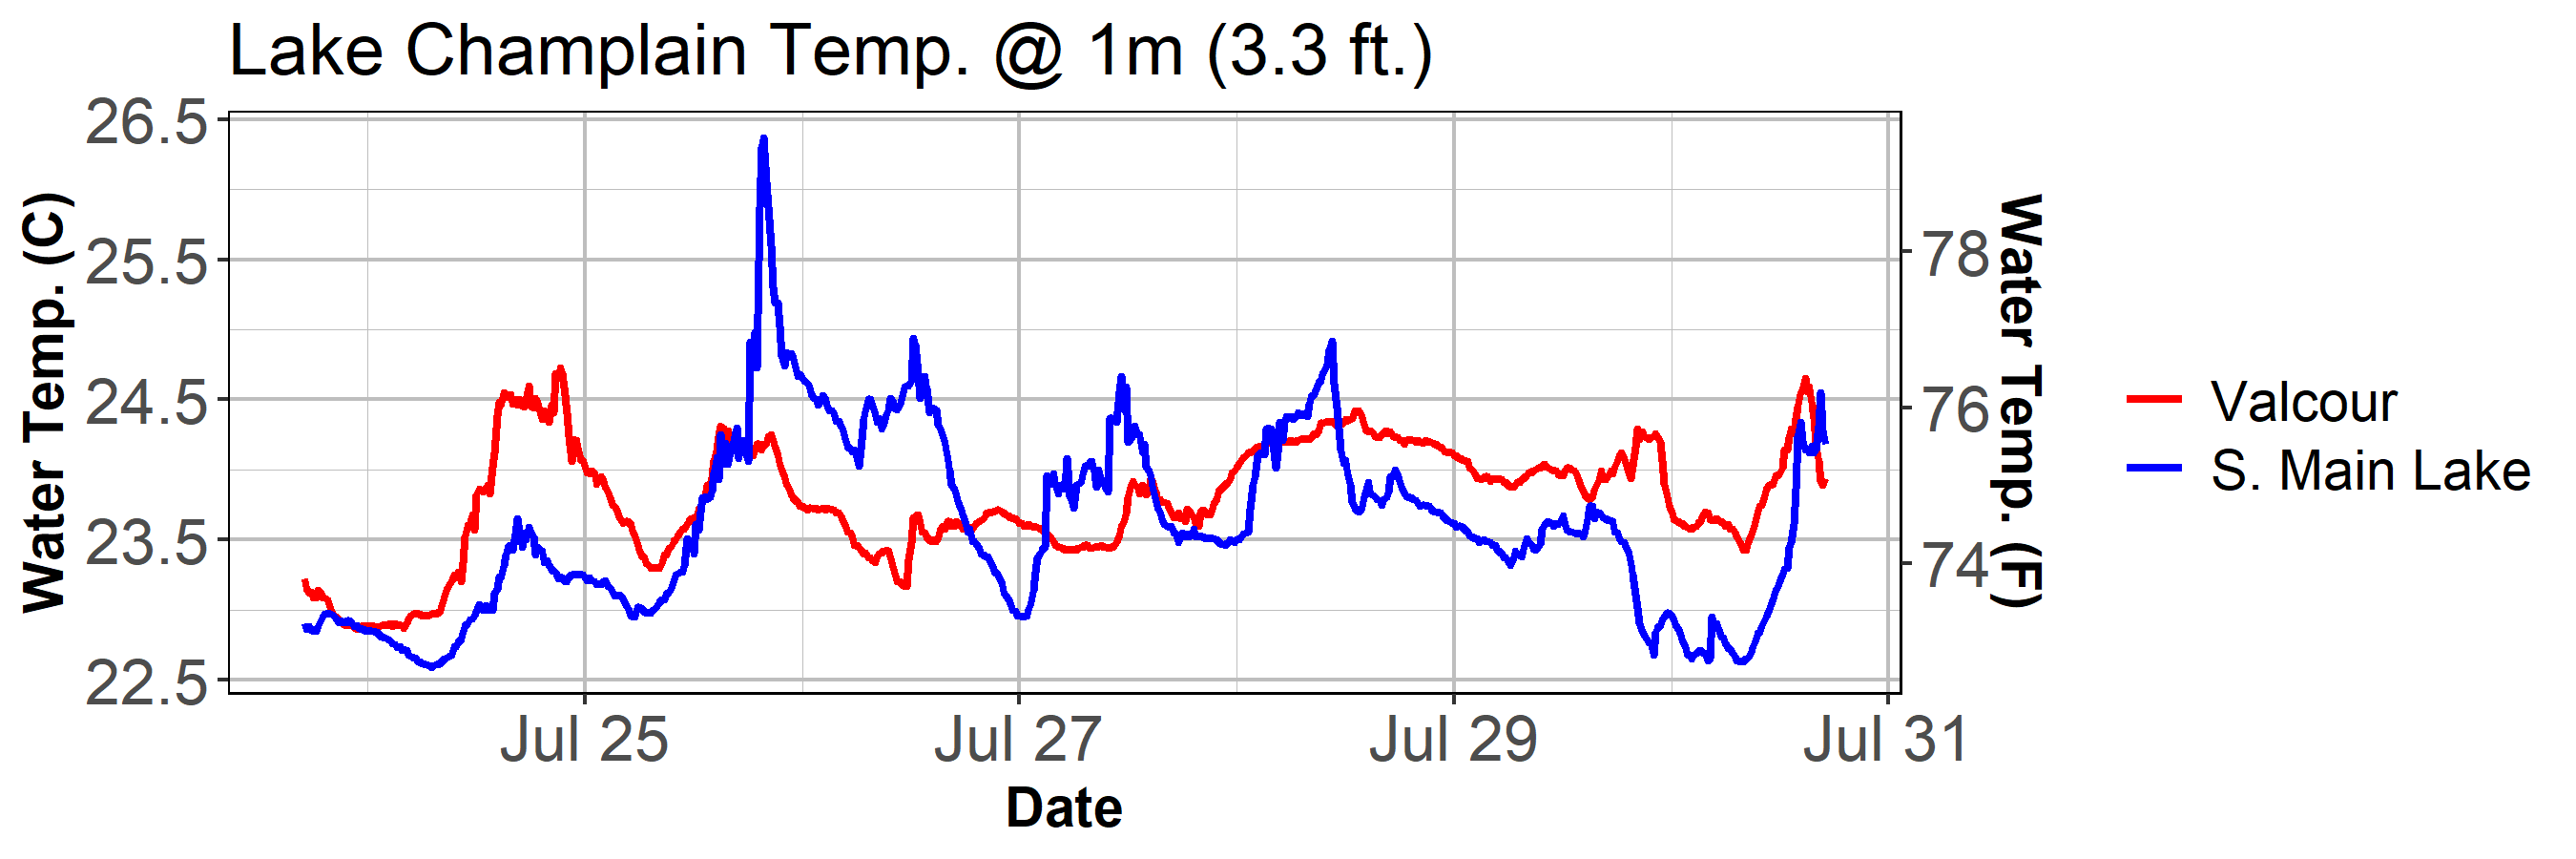 Lake Champlain Temp. @ 1m (3.3 ft.)
Water Temp. (C)
26.5
25.5
24.5
23.5
22.5
Jul 25
Jul 27
Jul 29
Jul 31
Date
78
76
74
Water Temp. (F)
Valcour
S. Main Lake